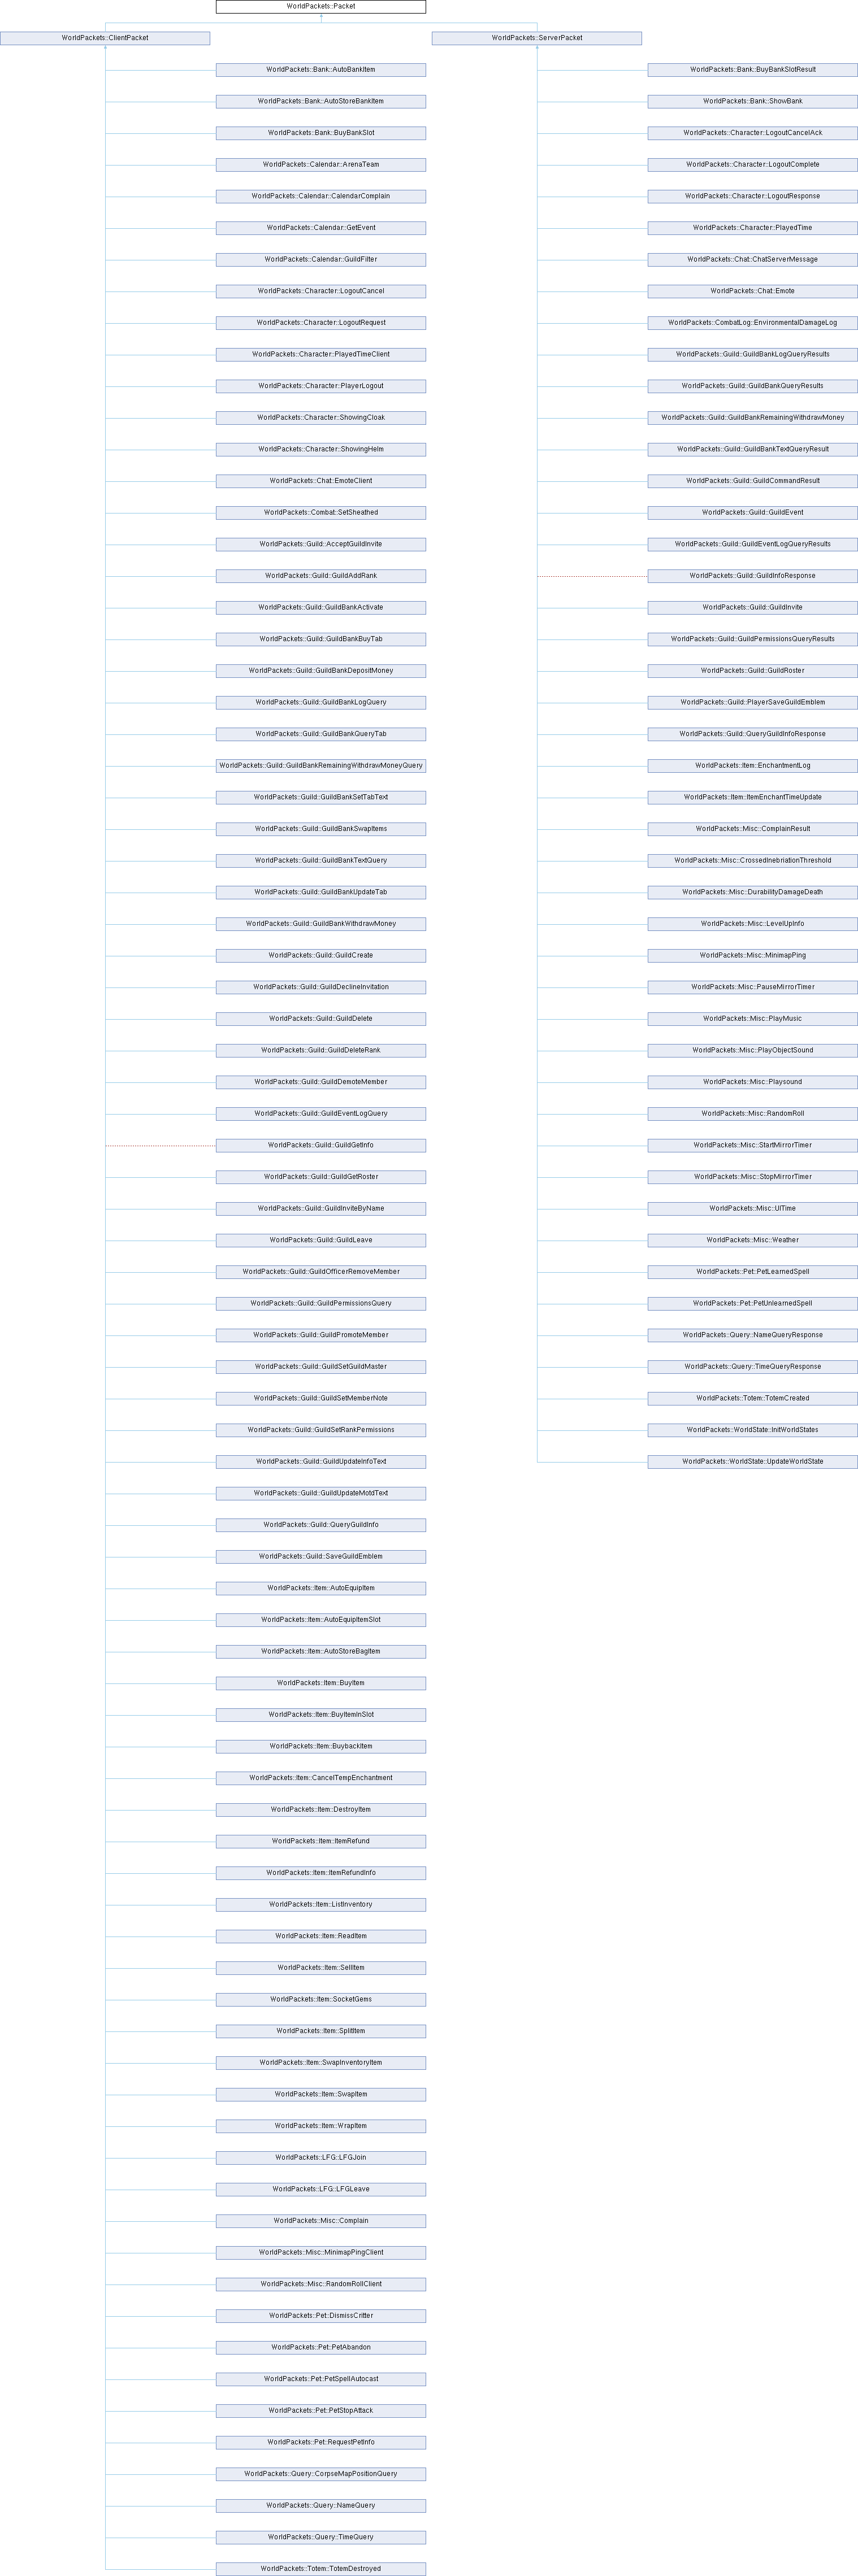 WorldPackets::Packet
WorldPackets::ClientPacket
WorldPackets::ServerPacket
WorldPackets::Bank::AutoBankItem
WorldPackets::Bank::AutoStoreBankItem
WorldPackets::Bank::BuyBankSlot
WorldPackets::Calendar::ArenaTeam
WorldPackets::Calendar::CalendarComplain
WorldPackets::Calendar::GetEvent
WorldPackets::Calendar::GuildFilter
WorldPackets::Character::LogoutCancel
WorldPackets::Character::LogoutRequest
WorldPackets::Character::PlayedTimeClient
WorldPackets::Character::PlayerLogout
WorldPackets::Character::ShowingCloak
WorldPackets::Character::ShowingHelm
WorldPackets::Chat::EmoteClient
WorldPackets::Combat::SetSheathed
WorldPackets::Guild::AcceptGuildInvite
WorldPackets::Guild::GuildAddRank
WorldPackets::Guild::GuildBankActivate
WorldPackets::Guild::GuildBankBuyTab
WorldPackets::Guild::GuildBankDepositMoney
WorldPackets::Guild::GuildBankLogQuery
WorldPackets::Guild::GuildBankQueryTab
WorldPackets::Guild::GuildBankRemainingWithdrawMoneyQuery
WorldPackets::Guild::GuildBankSetTabText
WorldPackets::Guild::GuildBankSwapItems
WorldPackets::Guild::GuildBankTextQuery
WorldPackets::Guild::GuildBankUpdateTab
WorldPackets::Guild::GuildBankWithdrawMoney
WorldPackets::Guild::GuildCreate
WorldPackets::Guild::GuildDeclineInvitation
WorldPackets::Guild::GuildDelete
WorldPackets::Guild::GuildDeleteRank
WorldPackets::Guild::GuildDemoteMember
WorldPackets::Guild::GuildEventLogQuery
WorldPackets::Guild::GuildGetInfo
WorldPackets::Guild::GuildGetRoster
WorldPackets::Guild::GuildInviteByName
WorldPackets::Guild::GuildLeave
WorldPackets::Guild::GuildOfficerRemoveMember
WorldPackets::Guild::GuildPermissionsQuery
WorldPackets::Guild::GuildPromoteMember
WorldPackets::Guild::GuildSetGuildMaster
WorldPackets::Guild::GuildSetMemberNote
WorldPackets::Guild::GuildSetRankPermissions
WorldPackets::Guild::GuildUpdateInfoText
WorldPackets::Guild::GuildUpdateMotdText
WorldPackets::Guild::QueryGuildInfo
WorldPackets::Guild::SaveGuildEmblem
WorldPackets::Item::AutoEquipItem
WorldPackets::Item::AutoEquipItemSlot
WorldPackets::Item::AutoStoreBagItem
WorldPackets::Item::BuyItem
WorldPackets::Item::BuyItemInSlot
WorldPackets::Item::BuybackItem
WorldPackets::Item::CancelTempEnchantment
WorldPackets::Item::DestroyItem
WorldPackets::Item::ItemRefund
WorldPackets::Item::ItemRefundInfo
WorldPackets::Item::ListInventory
WorldPackets::Item::ReadItem
WorldPackets::Item::SellItem
WorldPackets::Item::SocketGems
WorldPackets::Item::SplitItem
WorldPackets::Item::SwapInventoryItem
WorldPackets::Item::SwapItem
WorldPackets::Item::WrapItem
WorldPackets::LFG::LFGJoin
WorldPackets::LFG::LFGLeave
WorldPackets::Misc::Complain
WorldPackets::Misc::MinimapPingClient
WorldPackets::Misc::RandomRollClient
WorldPackets::Pet::DismissCritter
WorldPackets::Pet::PetAbandon
WorldPackets::Pet::PetSpellAutocast
WorldPackets::Pet::PetStopAttack
WorldPackets::Pet::RequestPetInfo
WorldPackets::Query::CorpseMapPositionQuery
WorldPackets::Query::NameQuery
WorldPackets::Query::TimeQuery
WorldPackets::Totem::TotemDestroyed
WorldPackets::Bank::BuyBankSlotResult
WorldPackets::Bank::ShowBank
WorldPackets::Character::LogoutCancelAck
WorldPackets::Character::LogoutComplete
WorldPackets::Character::LogoutResponse
WorldPackets::Character::PlayedTime
WorldPackets::Chat::ChatServerMessage
WorldPackets::Chat::Emote
WorldPackets::CombatLog::EnvironmentalDamageLog
WorldPackets::Guild::GuildBankLogQueryResults
WorldPackets::Guild::GuildBankQueryResults
WorldPackets::Guild::GuildBankRemainingWithdrawMoney
WorldPackets::Guild::GuildBankTextQueryResult
WorldPackets::Guild::GuildCommandResult
WorldPackets::Guild::GuildEvent
WorldPackets::Guild::GuildEventLogQueryResults
WorldPackets::Guild::GuildInfoResponse
WorldPackets::Guild::GuildInvite
WorldPackets::Guild::GuildPermissionsQueryResults
WorldPackets::Guild::GuildRoster
WorldPackets::Guild::PlayerSaveGuildEmblem
WorldPackets::Guild::QueryGuildInfoResponse
WorldPackets::Item::EnchantmentLog
WorldPackets::Item::ItemEnchantTimeUpdate
WorldPackets::Misc::ComplainResult
WorldPackets::Misc::CrossedInebriationThreshold
WorldPackets::Misc::DurabilityDamageDeath
WorldPackets::Misc::LevelUpInfo
WorldPackets::Misc::MinimapPing
WorldPackets::Misc::PauseMirrorTimer
WorldPackets::Misc::PlayMusic
WorldPackets::Misc::PlayObjectSound
WorldPackets::Misc::Playsound
WorldPackets::Misc::RandomRoll
WorldPackets::Misc::StartMirrorTimer
WorldPackets::Misc::StopMirrorTimer
WorldPackets::Misc::UITime
WorldPackets::Misc::Weather
WorldPackets::Pet::PetLearnedSpell
WorldPackets::Pet::PetUnlearnedSpell
WorldPackets::Query::NameQueryResponse
WorldPackets::Query::TimeQueryResponse
WorldPackets::Totem::TotemCreated
WorldPackets::WorldState::InitWorldStates
WorldPackets::WorldState::UpdateWorldState